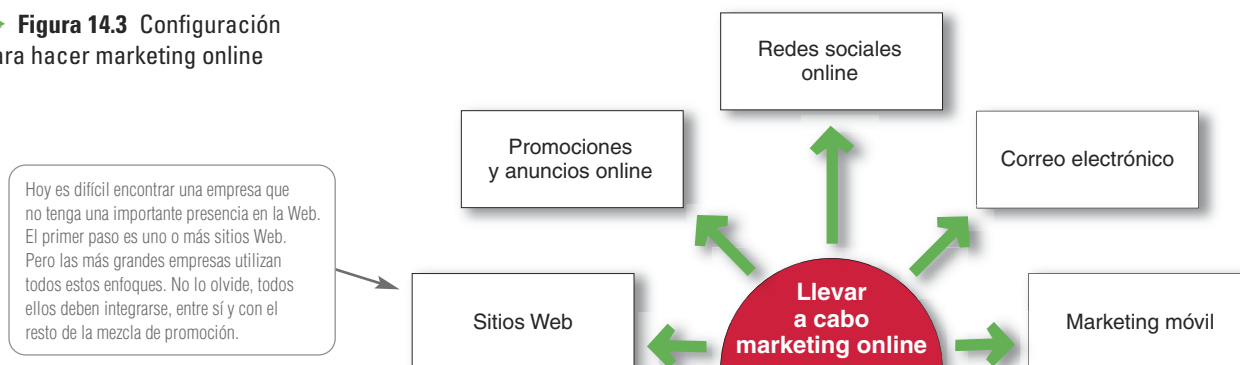 Figura 14.3 Configuración
ara hacer marketing online
Redes sociales
online
Promociones
y anuncios online
Correo electrónico
Hoy es difícil encontrar una empresa que
no tenga una importante presencia en la Web.
El primer paso es uno o más sitios Web.
Pero las más grandes empresas utilizan
todos estos enfoques. No lo olvide, todos
ellos deben integrarse, entre sí y con el
resto de la mezcla de promoción.
Sitios Web
Llevar
a cabo
marketing online
Marketing móvil